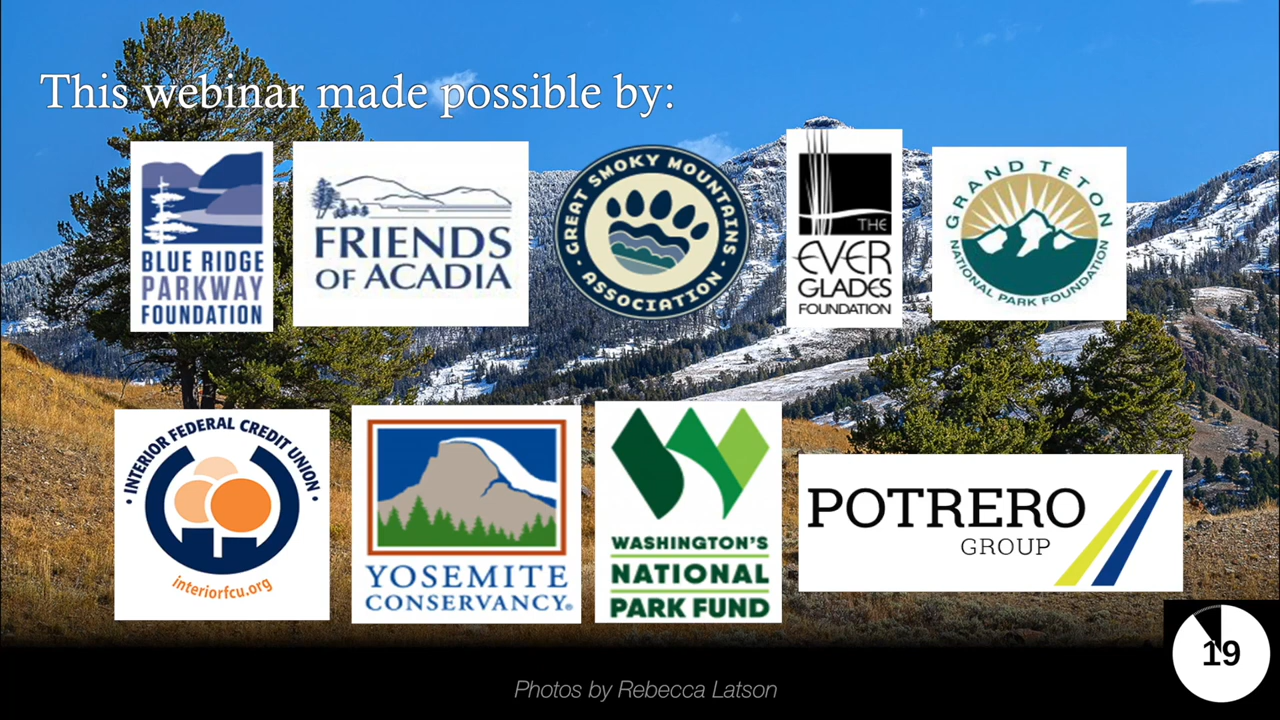 This webinar made possible by:
BLUE RIDGE
PARKWAY
FOUNDATION
FRIENDS
OF ACADIA
GREAT SMOKY MOUNTAINS
• ASSOCIATION •
THE
EVER
GLADES
FOUNDATION
GRAND TETON
NATIONAL PARK FOUNDATION
• INTERIOR FEDERAL CREDIT UNION •
interiorfcu.org
YOSEMITE
CONSERVANCY®
WASHINGTON'S
NATIONAL
PARK FUND
POTRERO
GROUP
19
Photos by Rebecca Latson